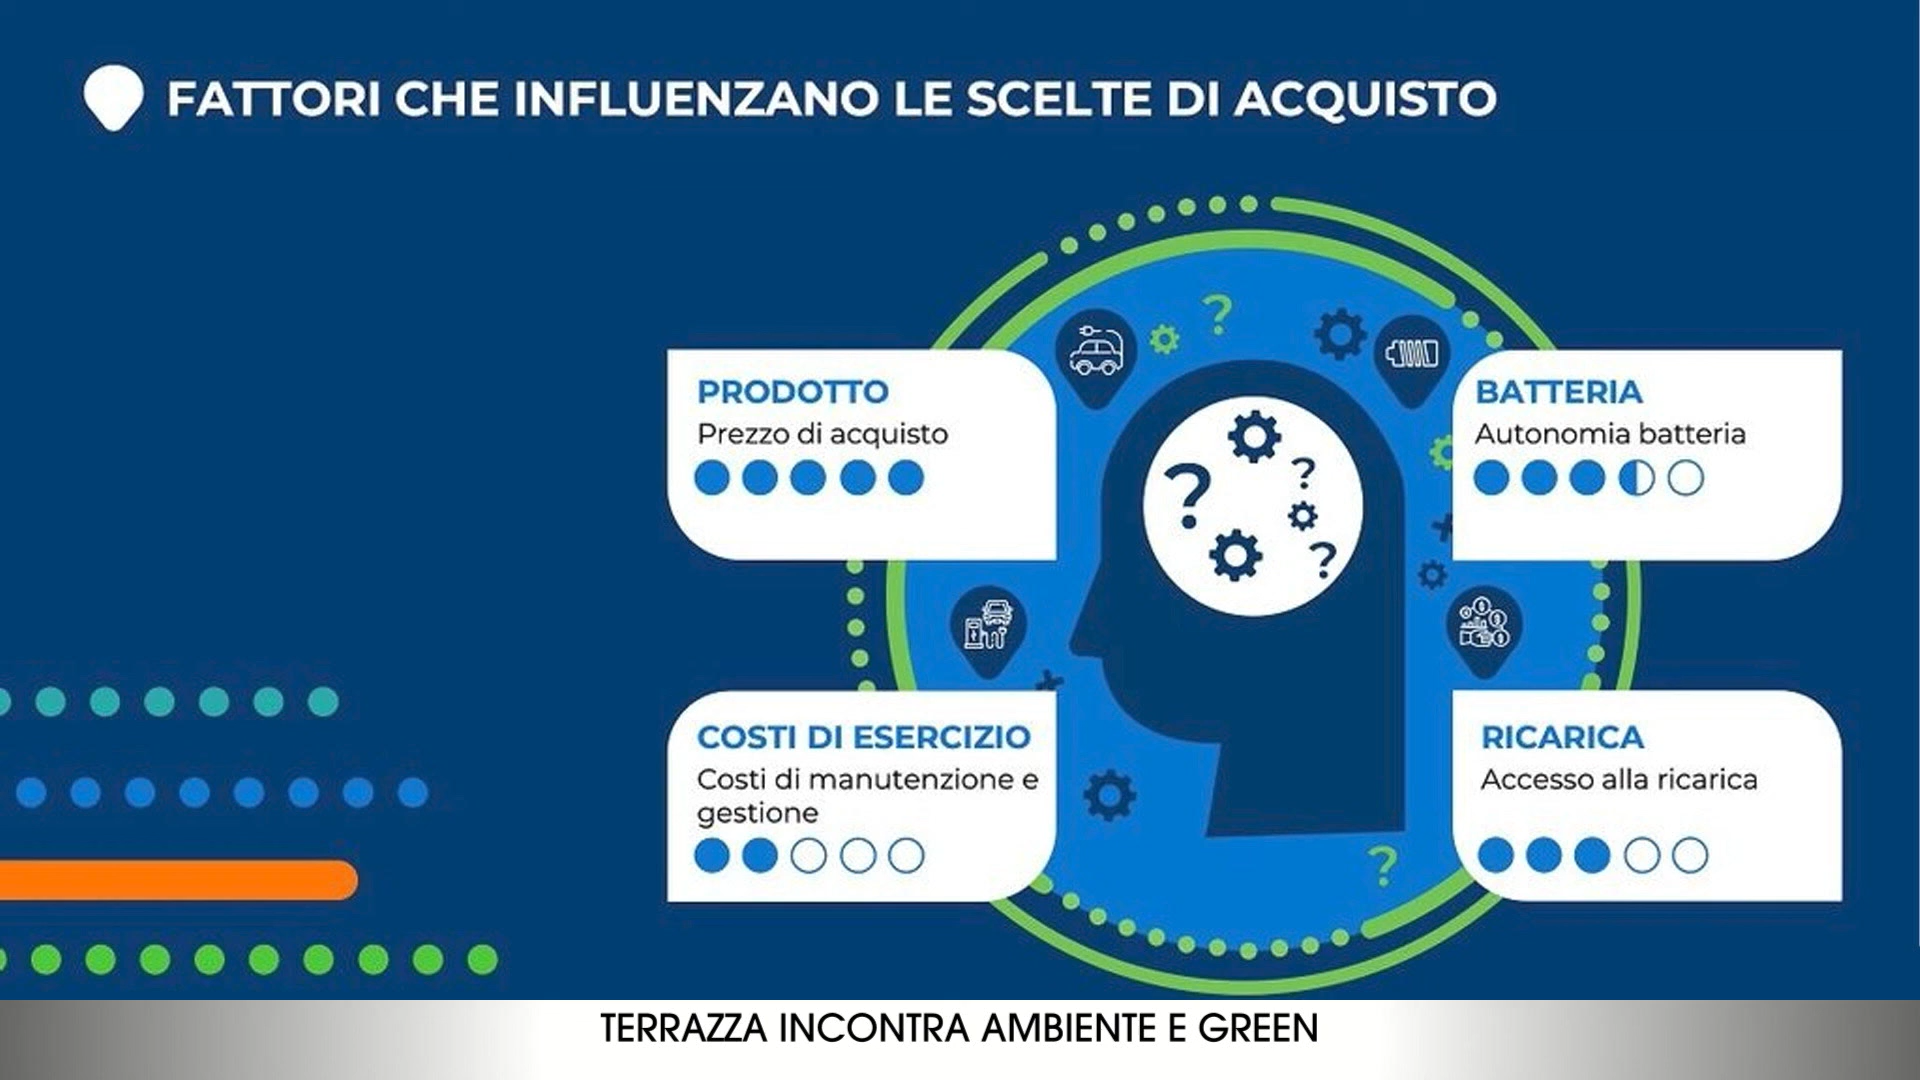 FATTORI CHE INFLUENZANO LE SCELTE DI ACQUISTO
PRODOTTO
Prezzo di acquisto
BATTERIA
Autonomia batteria
COSTI DI ESERCIZIO
Costi di manutenzione e
gestione
RICARICA
Accesso alla ricarica
TERRAZZA INCONTRA AMBIENTE E GREEN